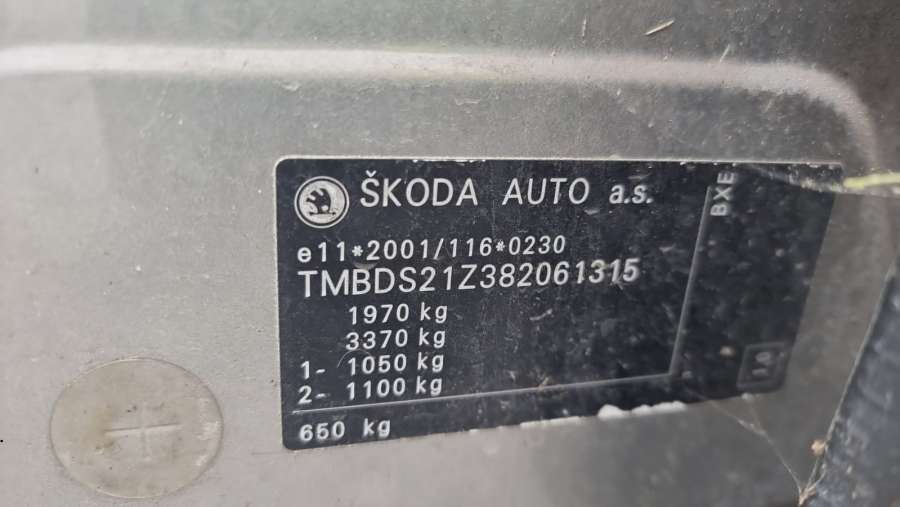 ŠKODA AUTO a.s.
BXE
e11*2001/116*0230
TMBDS21Z382061315
1970 kg
3370 kg
1- 1050 kg
2- 1100 kg
650 kg